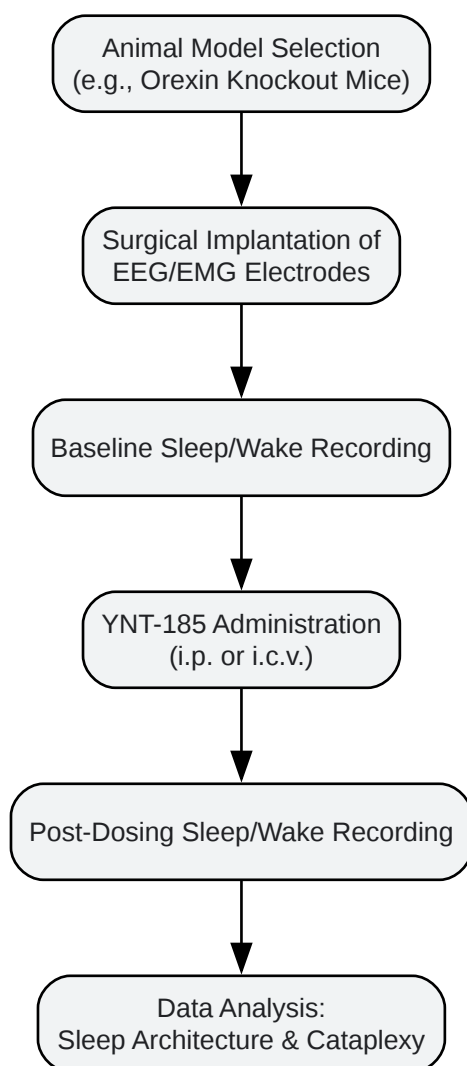 Animal Model Selection
(e.g., Orexin Knockout Mice)
Surgical Implantation of
EEG/EMG Electrodes
Baseline Sleep/Wake Recording
YNT-185 Administration
(i.p. or i.c.v.)
Post-Dosing Sleep/Wake Recording
Data Analysis:
Sleep Architecture & Cataplexy